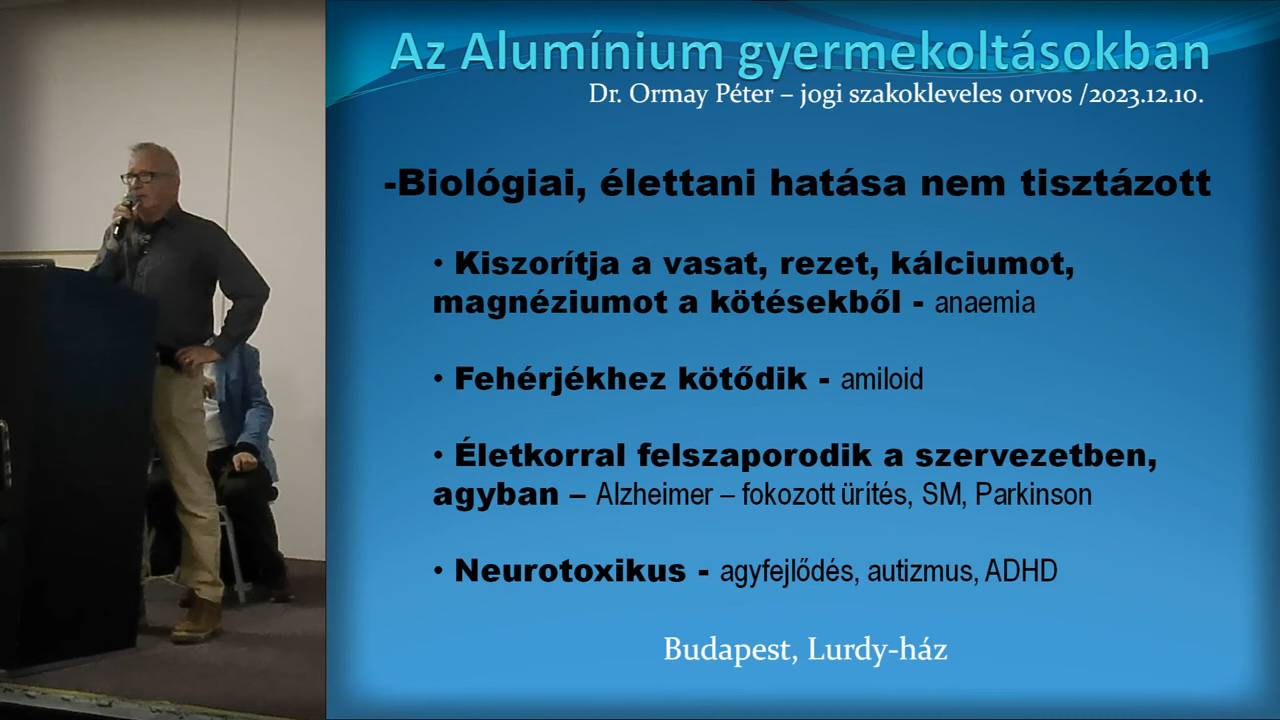 Az Alumínium gyermekoltásokban
Dr. Ormay Péter – jogi szakokleveles orvos /2023.12.10.
-Biológiai, élettani hatása nem tisztázott
• Kiszorítja a vasat, rezet, kálciumot,
magnéziumot a kötésekből - anaemia
• Fehérjékhez kötődik - amiloid
• Életkorral felszaporodik a szervezetben,
agyban – Alzheimer – fokozott ürítés, SM, Parkinson
• Neurotoxikus - agyfejlődés, autizmus, ADHD
Budapest, Lurdy-ház